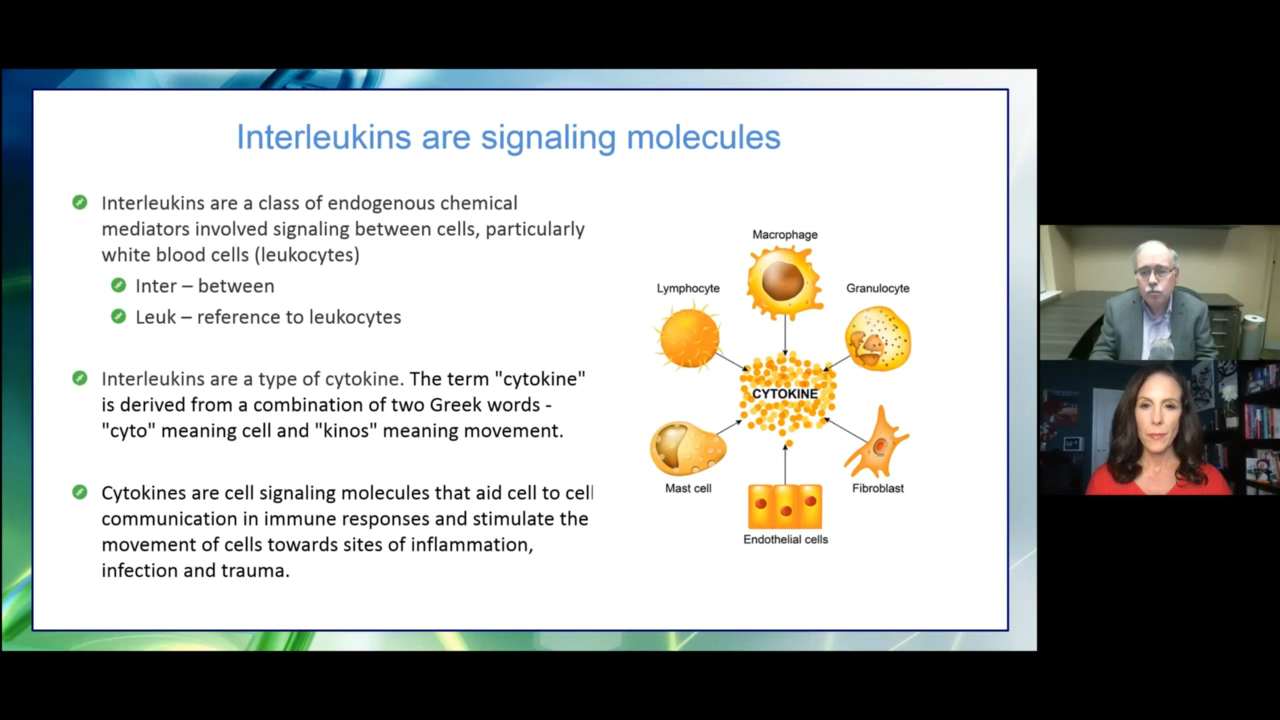 Interleukins are signaling molecules
Interleukins are a class of endogenous chemical
mediators involved signaling between cells, particularly
white blood cells (leukocytes)
Inter – between
Leuk – reference to leukocytes
Interleukins are a type of cytokine. The term "cytokine"
is derived from a combination of two Greek words -
"cyto" meaning cell and "kinos" meaning movement.
Cytokines are cell signaling molecules that aid cell to cell
communication in immune responses and stimulate the
movement of cells towards sites of inflammation,
infection and trauma.
Macrophage
Lymphocyte
Granulocyte
CYTOKINE
Mast cell
Fibroblast
Endothelial cells